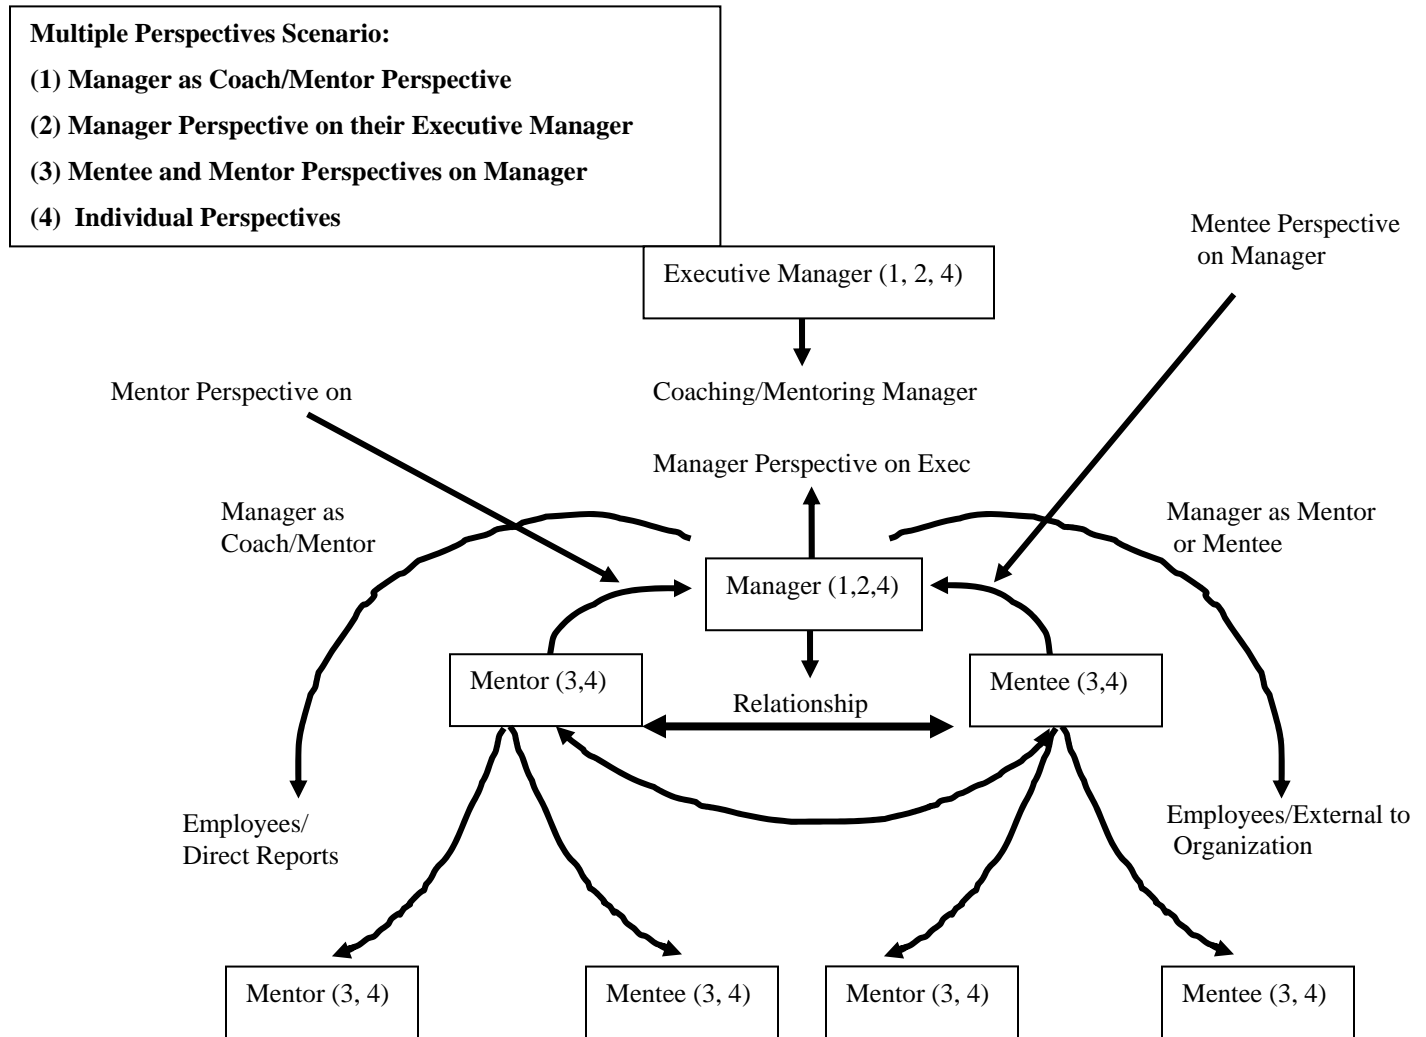 Multiple Perspectives Scenario:
(1) Manager as Coach/Mentor Perspective
(2) Manager Perspective on their Executive Manager
(3) Mentee and Mentor Perspectives on Manager
(4) Individual Perspectives
Mentee Perspective
on Manager
Executive Manager (1, 2, 4)
Mentor Perspective on
Coaching/Mentoring Manager
Manager Perspective on Exec
Manager as
Coach/Mentor
Manager as Mentor
or Mentee
Manager (1,2,4)
Mentor (3,4)
Relationship
Mentee (3,4)
Employees/
Direct Reports
Employees/External to
Organization
Mentor (3, 4)
Mentee (3, 4)
Mentor (3, 4)
Mentee (3, 4)